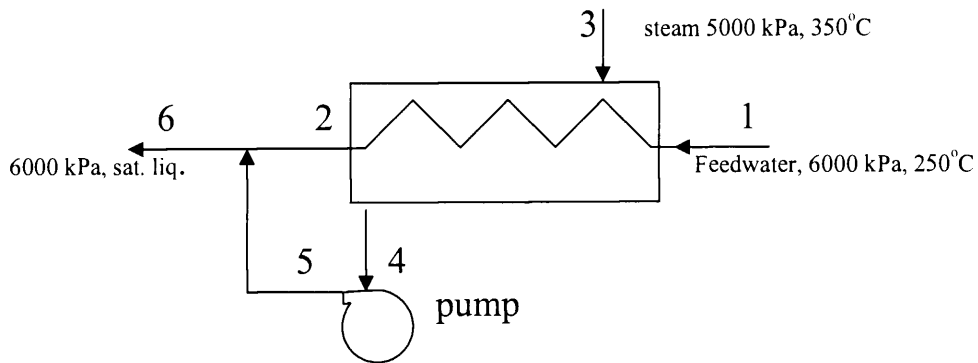 3
steam 5000 kPa, 350°C
6
2
1
6000 kPa, sat. liq.
Feedwater, 6000 kPa, 250°C
5
4
pump